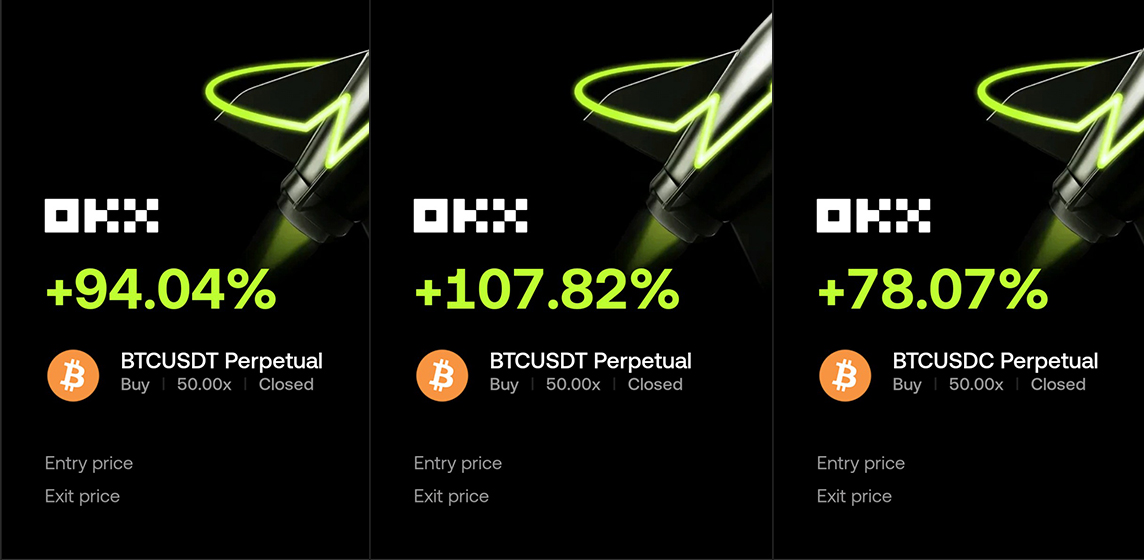 OKX
+94.04%
BTCUSDT Perpetual
Buy | 50.00x | Closed
Entry price
Exit price
OKX
+107.82%
BTCUSDT Perpetual
Buy | 50.00x | Closed
Entry price
Exit price
OKX
+78.07%
BTCUSDC Perpetual
Buy | 50.00x | Closed
Entry price
Exit price